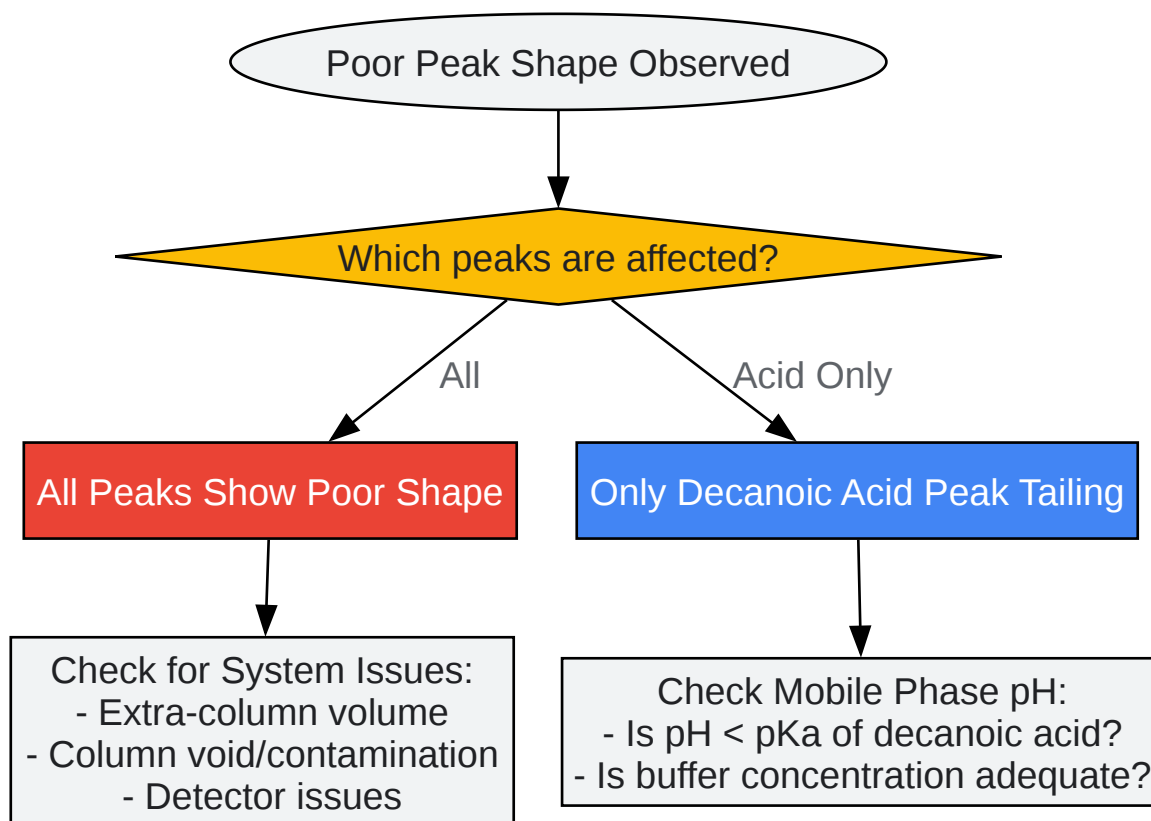 Poor Peak Shape Observed
Which peaks are affected?
All
Acid Only
All Peaks Show Poor Shape
Only Decanoic Acid Peak Tailing
Check for System Issues:
- Extra-column volume
- Column void/contamination
- Detector issues
Check Mobile Phase pH:
- Is pH < pKa of decanoic acid?
- Is buffer concentration adequate?